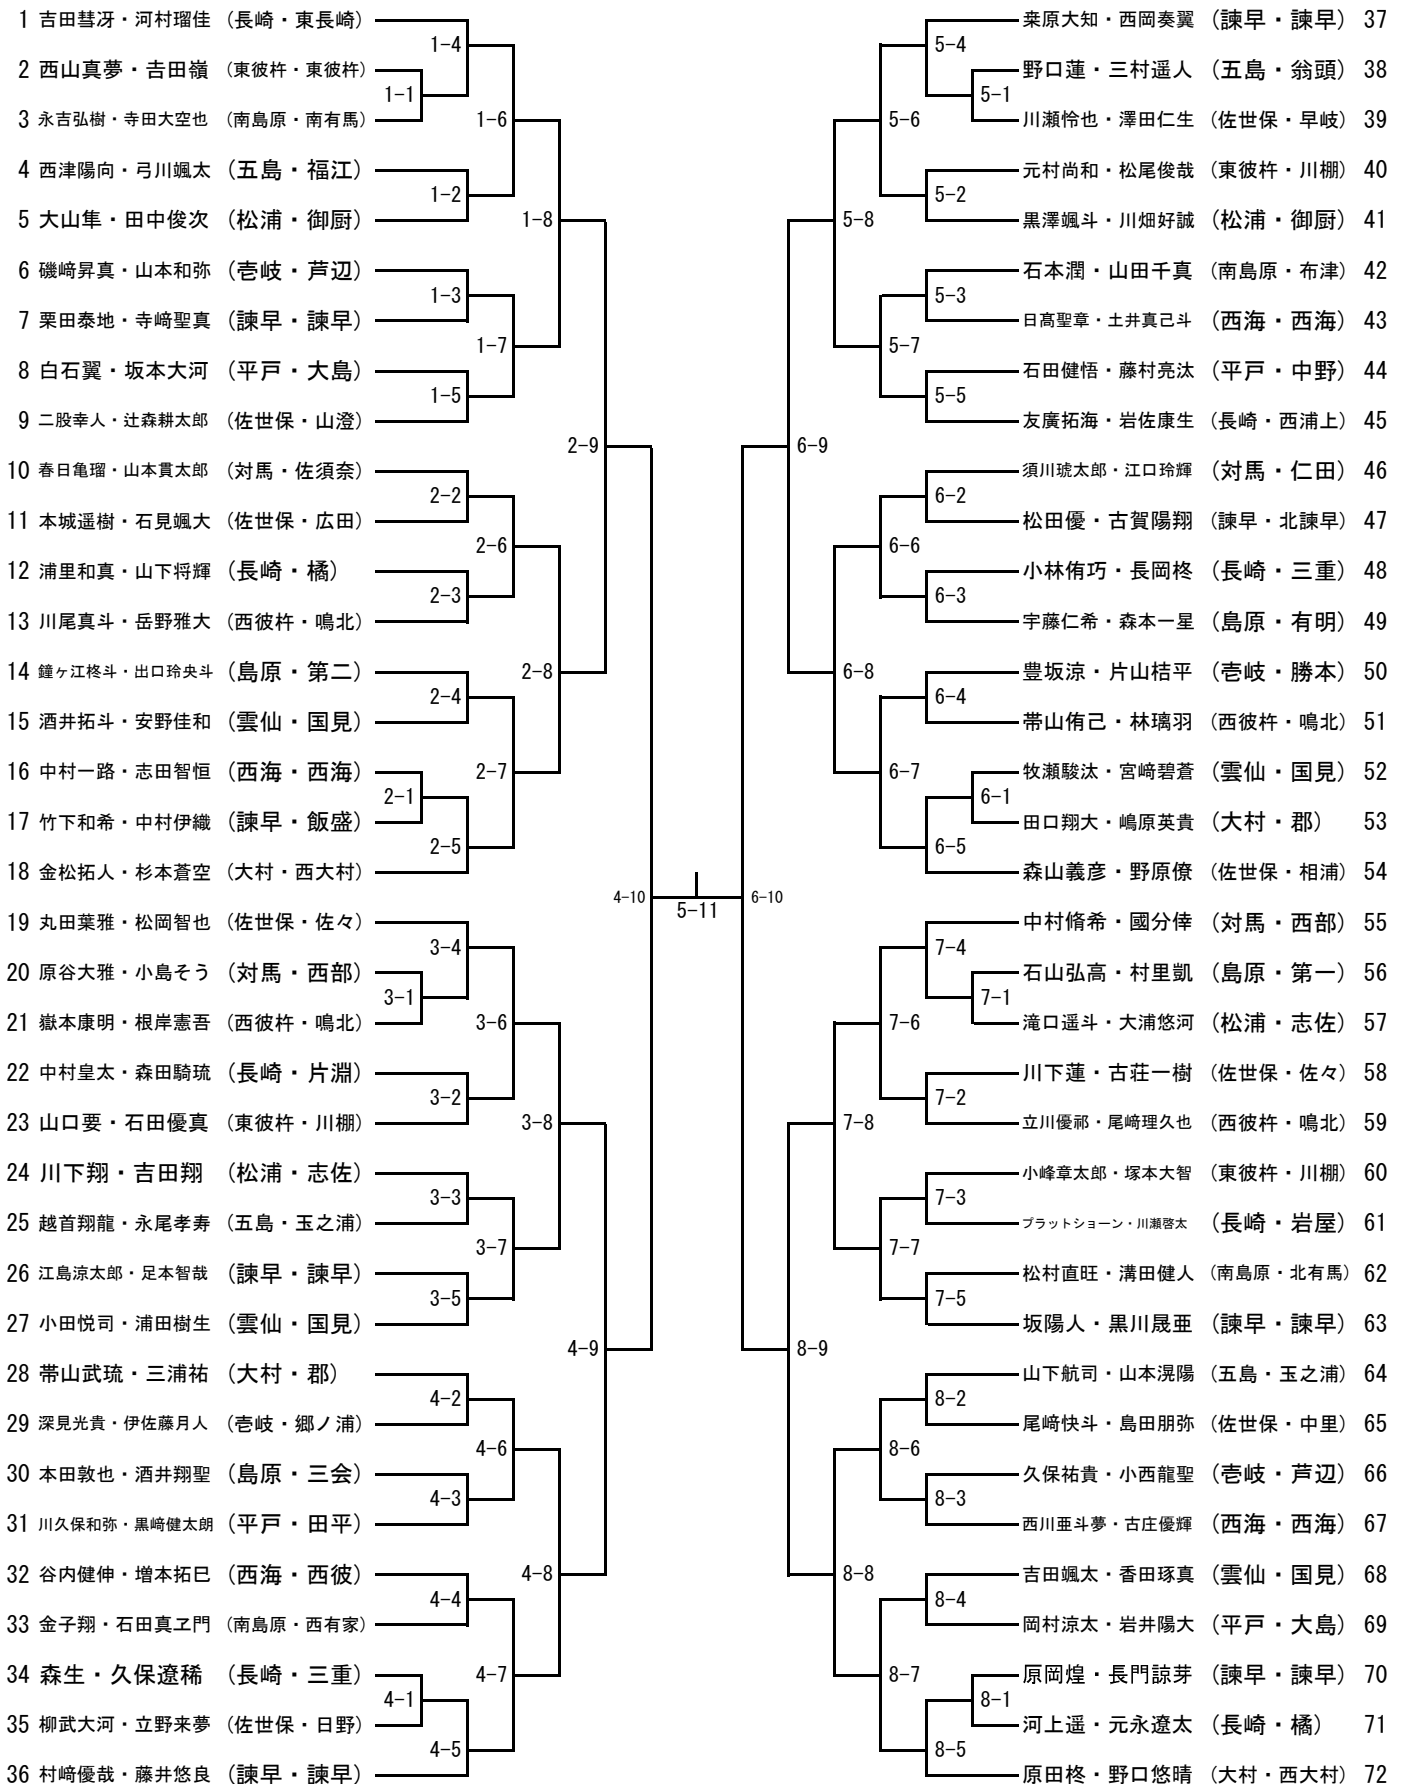 1 吉田彗冴・河村瑠佳 （長崎・東長崎）
2 西山真夢・𠮷田嶺 （東彼杵・東彼杵）
3 永吉弘樹・寺田大空也 （南島原・南有馬）
4 西津陽向・弓川颯太 （五島・福江）
5 大山隼・田中俊次 （松浦・御厨）
6 磯﨑昇真・山本和弥 （壱岐・芦辺）
7 栗田泰地・寺﨑聖真 （諫早・諫早）
8 白石翼・坂本大河 （平戸・大島）
9 二股幸人・辻森耕太郎 （佐世保・山澄）
10 春日亀瑠・山本貫太郎 （対馬・佐須奈）
11 本城遥樹・石見颯大 （佐世保・広田）
12 浦里和真・山下将輝 （長崎・橘）
13 川尾真斗・岳野雅大 （西彼杵・鳴北）
14 鐘ヶ江柊斗・出口玲央斗 （島原・第二）
15 酒井拓斗・安野佳和 （雲仙・国見）
16 中村一路・志田智恒 （西海・西海）
17 竹下和希・中村伊織 （諫早・飯盛）
18 金松拓人・杉本蒼空 （大村・西大村）
19 丸田葉雅・松岡智也 （佐世保・佐々）
20 原谷大雅・小島そう （対馬・西部）
21 嶽本康明・根岸憲吾 （西彼杵・鳴北）
22 中村皇太・森田騎琉 （長崎・片淵）
23 山口要・石田優真 （東彼杵・川棚）
24 川下翔・吉田翔 （松浦・志佐）
25 越首翔龍・永尾孝寿 （五島・玉之浦）
26 江島涼太郎・足本智哉 （諫早・諫早）
27 小田悦司・浦田樹生 （雲仙・国見）
28 帯山武琉・三浦祐 （大村・郡）
29 深見光貴・伊佐藤月人 （壱岐・郷ノ浦）
30 本田敦也・酒井翔聖 （島原・三会）
31 川久保和弥・黒﨑健太朗 （平戸・田平）
32 谷内健伸・増本拓巳 （西海・西彼）
33 金子翔・石田真ヱ門 （南島原・西有家）
34 森生・久保遼稀 （長崎・三重）
35 柳武大河・立野来夢 （佐世保・日野）
36 村﨑優哉・藤井悠良 （諫早・諫早）
1-4
1-1
1-6
1-2
1-8
1-3
1-7
1-5
2-9
2-2
2-6
2-3
2-8
2-4
2-7
2-1
2-5
4-10
3-4
3-1
3-6
3-2
3-8
3-3
3-7
3-5
4-9
4-2
4-6
4-3
4-8
4-4
4-7
4-1
4-5
5-11
5-4
5-1
5-6
5-2
5-8
5-3
5-7
5-5
6-9
6-2
6-6
6-3
6-8
6-4
6-7
6-1
6-5
6-10
7-4
7-1
7-6
7-2
7-8
7-3
7-7
7-5
8-9
8-2
8-6
8-3
8-8
8-4
8-7
8-1
8-5
桒原大知・西岡奏翼 （諫早・諫早） 37
野口蓮・三村遥人 （五島・翁頭） 38
川瀬怜也・澤田仁生 （佐世保・早岐） 39
元村尚和・松尾俊哉 （東彼杵・川棚） 40
黒澤颯斗・川畑好誠 （松浦・御厨） 41
石本潤・山田千真 （南島原・布津） 42
日髙聖章・土井真己斗 （西海・西海） 43
石田健悟・藤村亮汰 （平戸・中野） 44
友廣拓海・岩佐康生 （長崎・西浦上） 45
須川琥太郎・江口玲輝 （対馬・仁田） 46
松田優・古賀陽翔 （諫早・北諫早） 47
小林侑巧・長岡柊 （長崎・三重） 48
宇藤仁希・森本一星 （島原・有明） 49
豊坂涼・片山桔平 （壱岐・勝本） 50
帯山侑己・林璃羽 （西彼杵・鳴北） 51
牧瀬駿汰・宮﨑碧蒼 （雲仙・国見） 52
田口翔大・嶋原英貴 （大村・郡） 53
森山義彦・野原僚 （佐世保・相浦） 54
中村脩希・國分倖 （対馬・西部） 55
石山弘高・村里凱 （島原・第一） 56
滝口遥斗・大浦悠河 （松浦・志佐） 57
川下蓮・古荘一樹 （佐世保・佐々） 58
立川優祁・尾﨑理久也 （西彼杵・鳴北） 59
小峰章太郎・塚本大智 （東彼杵・川棚） 60
プラットショーン・川瀬啓太 （長崎・岩屋） 61
松村直旺・溝田健人 （南島原・北有馬） 62
坂陽人・黒川晟亜 （諫早・諫早） 63
山下航司・山本滉陽 （五島・玉之浦） 64
尾﨑快斗・島田朋弥 （佐世保・中里） 65
久保祐貴・小西龍聖 （壱岐・芦辺） 66
西川亜斗夢・古庄優輝 （西海・西海） 67
吉田颯太・香田琢真 （雲仙・国見） 68
岡村涼太・岩井陽大 （平戸・大島） 69
原岡煌・長門諒芽 （諫早・諫早） 70
河上遥・元永遼太 （長崎・橘） 71
原田柊・野口悠晴 （大村・西大村） 72